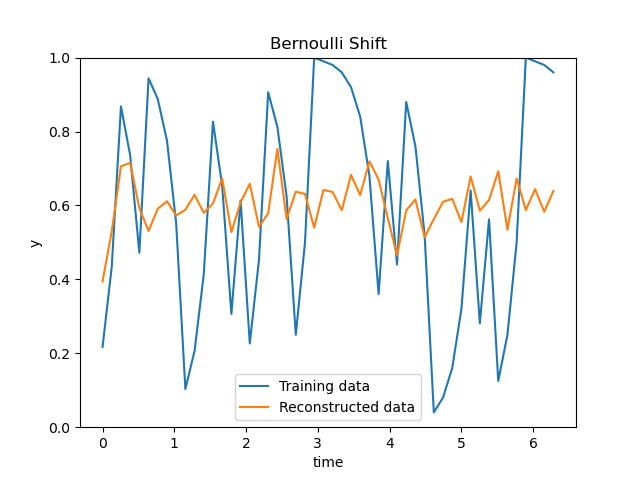 Bernoulli Shift
1.0
0.8
0.6
0.4
0.2
0.0
y
Training data
Reconstructed data
0 1 2 3 4 5 6
time